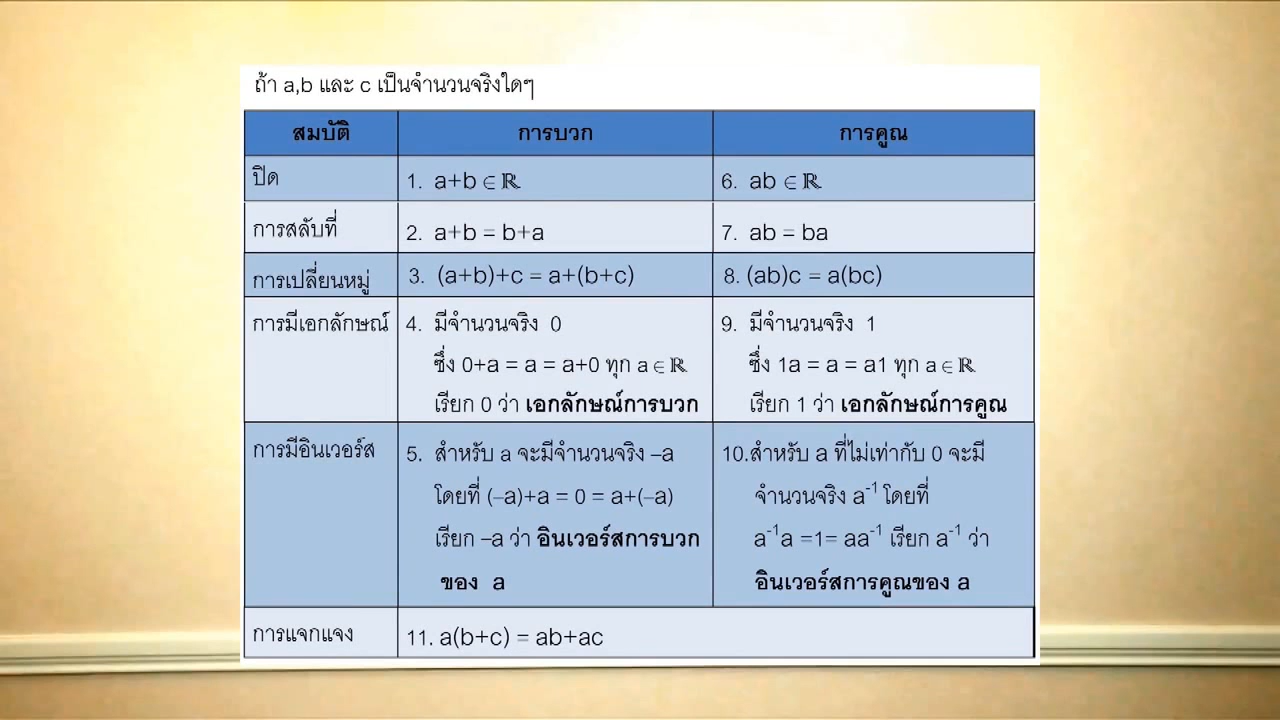 ถ้า a,b และ c เป็นจำนวนจริงใดๆ
สมบัติ การบวก การคูณ
ปิด 1. a+b ∈ ℝ 6. ab ∈ ℝ
การสลับที่ 2. a+b = b+a 7. ab = ba
การเปลี่ยนหมู่ 3. (a+b)+c = a+(b+c) 8. (ab)c = a(bc)
การมีเอกลักษณ์ 4. มีจำนวนจริง 0 9. มีจำนวนจริง 1
ซึ่ง 0+a = a = a+0 ทุก a ∈ ℝ ซึ่ง 1a = a = a1 ทุก a ∈ ℝ
เรียก 0 ว่า เอกลักษณ์การบวก เรียก 1 ว่า เอกลักษณ์การคูณ
การมีอินเวอร์ส 5. สำหรับ a จะมีจำนวนจริง –a 10.สำหรับ a ที่ไม่เท่ากับ 0 จะมี
โดยที่ (–a)+a = 0 = a+(–a) จำนวนจริง a⁻¹ โดยที่
เรียก –a ว่า อินเวอร์สการบวก a⁻¹a =1= aa⁻¹ เรียก a⁻¹ ว่า
ของ a อินเวอร์สการคูณของ a
การแจกแจง 11. a(b+c) = ab+ac